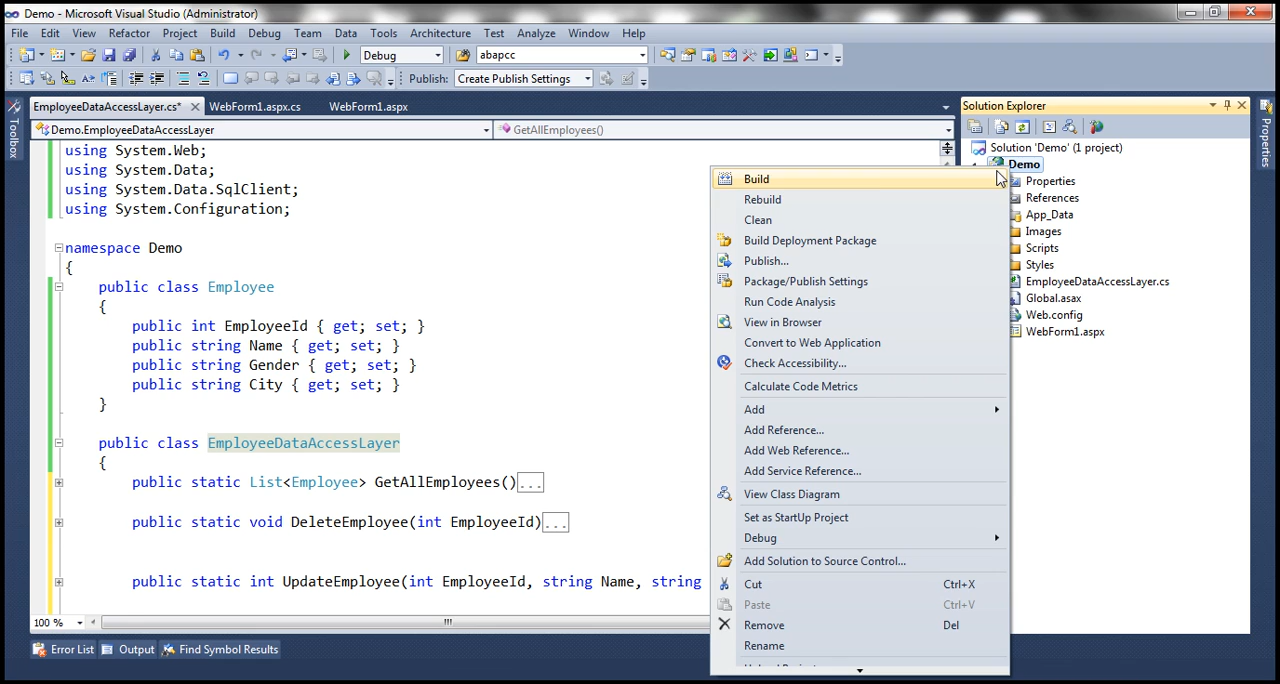 Demo - Microsoft Visual Studio (Administrator)
File Edit View Refactor Project Build Debug Team Data Tools Architecture Test Analyze Window Help
Debug abapcc
Publish: Create Publish Settings
EmployeeDataAccessLayer.cs* WebForm1.aspx.cs WebForm1.aspx
Demo.EmployeeDataAccessLayer GetAllEmployees()
Toolbox
using System.Web;
using System.Data;
using System.Data.SqlClient;
using System.Configuration;
namespace Demo
{
public class Employee
{
public int EmployeeId { get; set; }
public string Name { get; set; }
public string Gender { get; set; }
public string City { get; set; }
}
public class EmployeeDataAccessLayer
{
public static List<Employee> GetAllEmployees()...
public static void DeleteEmployee(int EmployeeId)...
public static int UpdateEmployee(int EmployeeId, string Name, string
100 %
Error List Output Find Symbol Results
Build
Rebuild
Clean
Build Deployment Package
Publish...
Package/Publish Settings
Run Code Analysis
View in Browser
Convert to Web Application
Check Accessibility...
Calculate Code Metrics
Add
Add Reference...
Add Web Reference...
Add Service Reference...
View Class Diagram
Set as StartUp Project
Debug
Add Solution to Source Control...
Cut Ctrl+X
Paste Ctrl+V
Remove Del
Rename
Solution Explorer
Solution 'Demo' (1 project)
Demo
Properties
References
App_Data
Images
Scripts
Styles
EmployeeDataAccessLayer.cs
Global.asax
Web.config
WebForm1.aspx
Properties